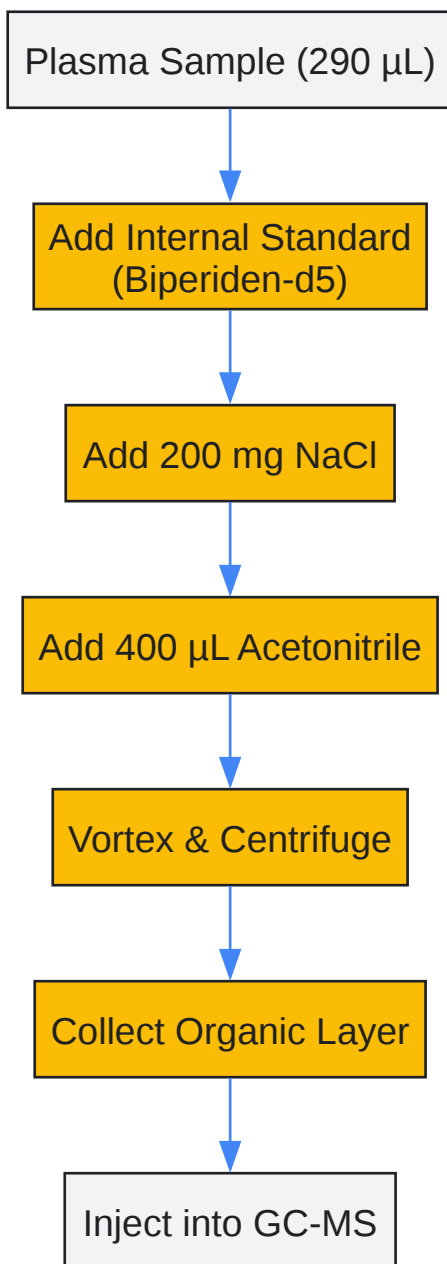 Plasma Sample (290 µL)
Add Internal Standard
(Biperiden-d5)
Add 200 mg NaCl
Add 400 µL Acetonitrile
Vortex & Centrifuge
Collect Organic Layer
Inject into GC-MS